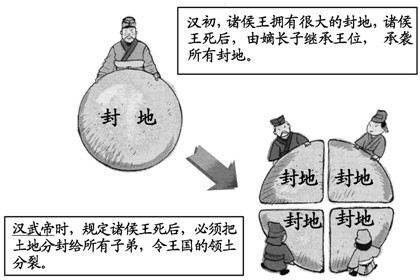 汉初，诸侯王拥有很大的封地，诸侯
王死后，由嫡长子继承王位， 承袭
所有封地。
封 地
封地
封地
封地
封地
汉武帝时，规定诸侯王死后，必须把
土地分封给所有子弟，令王国的领土
分裂。